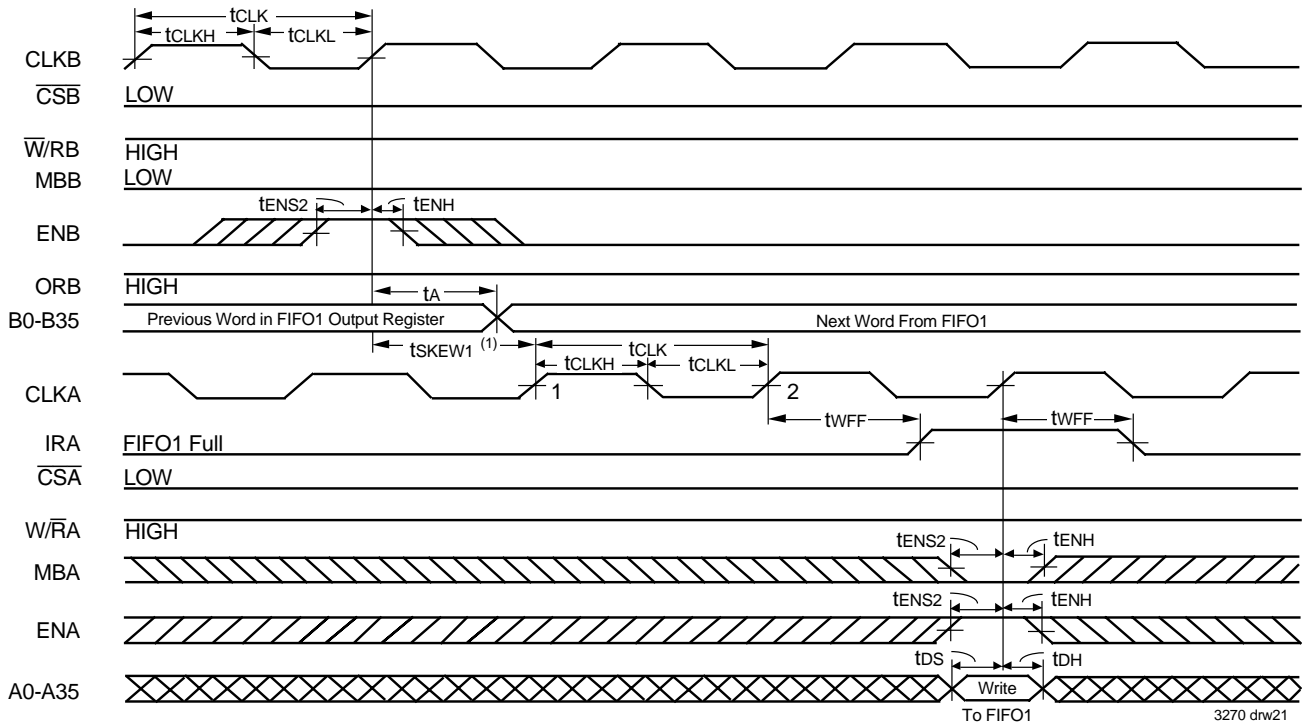 tCLK
tCLKH tCLKL
CLKB
CSB LOW
W/RB HIGH
MBB LOW
tENS2 tENH
ENB
ORB HIGH
tA
B0-B35 Previous Word in FIFO1 Output Register Next Word From FIFO1
tSKEW1 (1) tCLK
tCLKH tCLKL
CLKA 1 2
tWFF tWFF
IRA FIFO1 Full
CSA LOW
W/RA HIGH
tENS2 tENH
MBA
tENS2 tENH
ENA
tDS tDH
A0-A35 Write
To FIFO1
3270 drw21